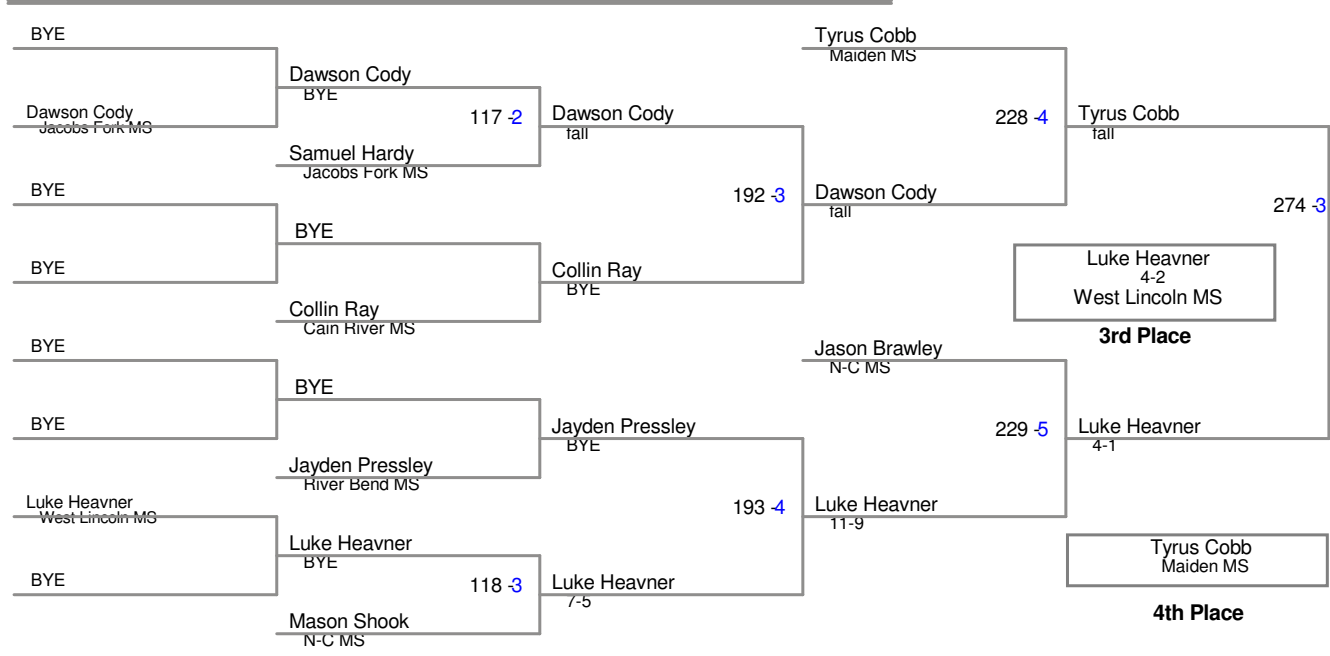 BYE
Dawson Cody
Jacobs Fork MS
BYE
BYE
BYE
BYE
Luke Heavner
West Lincoln MS
BYE
Dawson Cody
BYE
117 -2
Samuel Hardy
Jacobs Fork MS
BYE
Collin Ray
Cain River MS
BYE
Jayden Pressley
River Bend MS
Luke Heavner
BYE
118 -3
Mason Shook
N-C MS
Dawson Cody
fall
192 -3
Collin Ray
BYE
Jayden Pressley
BYE
193 -4
Luke Heavner
7-5
Tyrus Cobb
Maiden MS
228 -4
Dawson Cody
fall
Jason Brawley
N-C MS
229 -5
Luke Heavner
11-9
Tyrus Cobb
fall
274 -3
Luke Heavner
4-2
West Lincoln MS
3rd Place
Luke Heavner
4-1
Tyrus Cobb
Maiden MS
4th Place